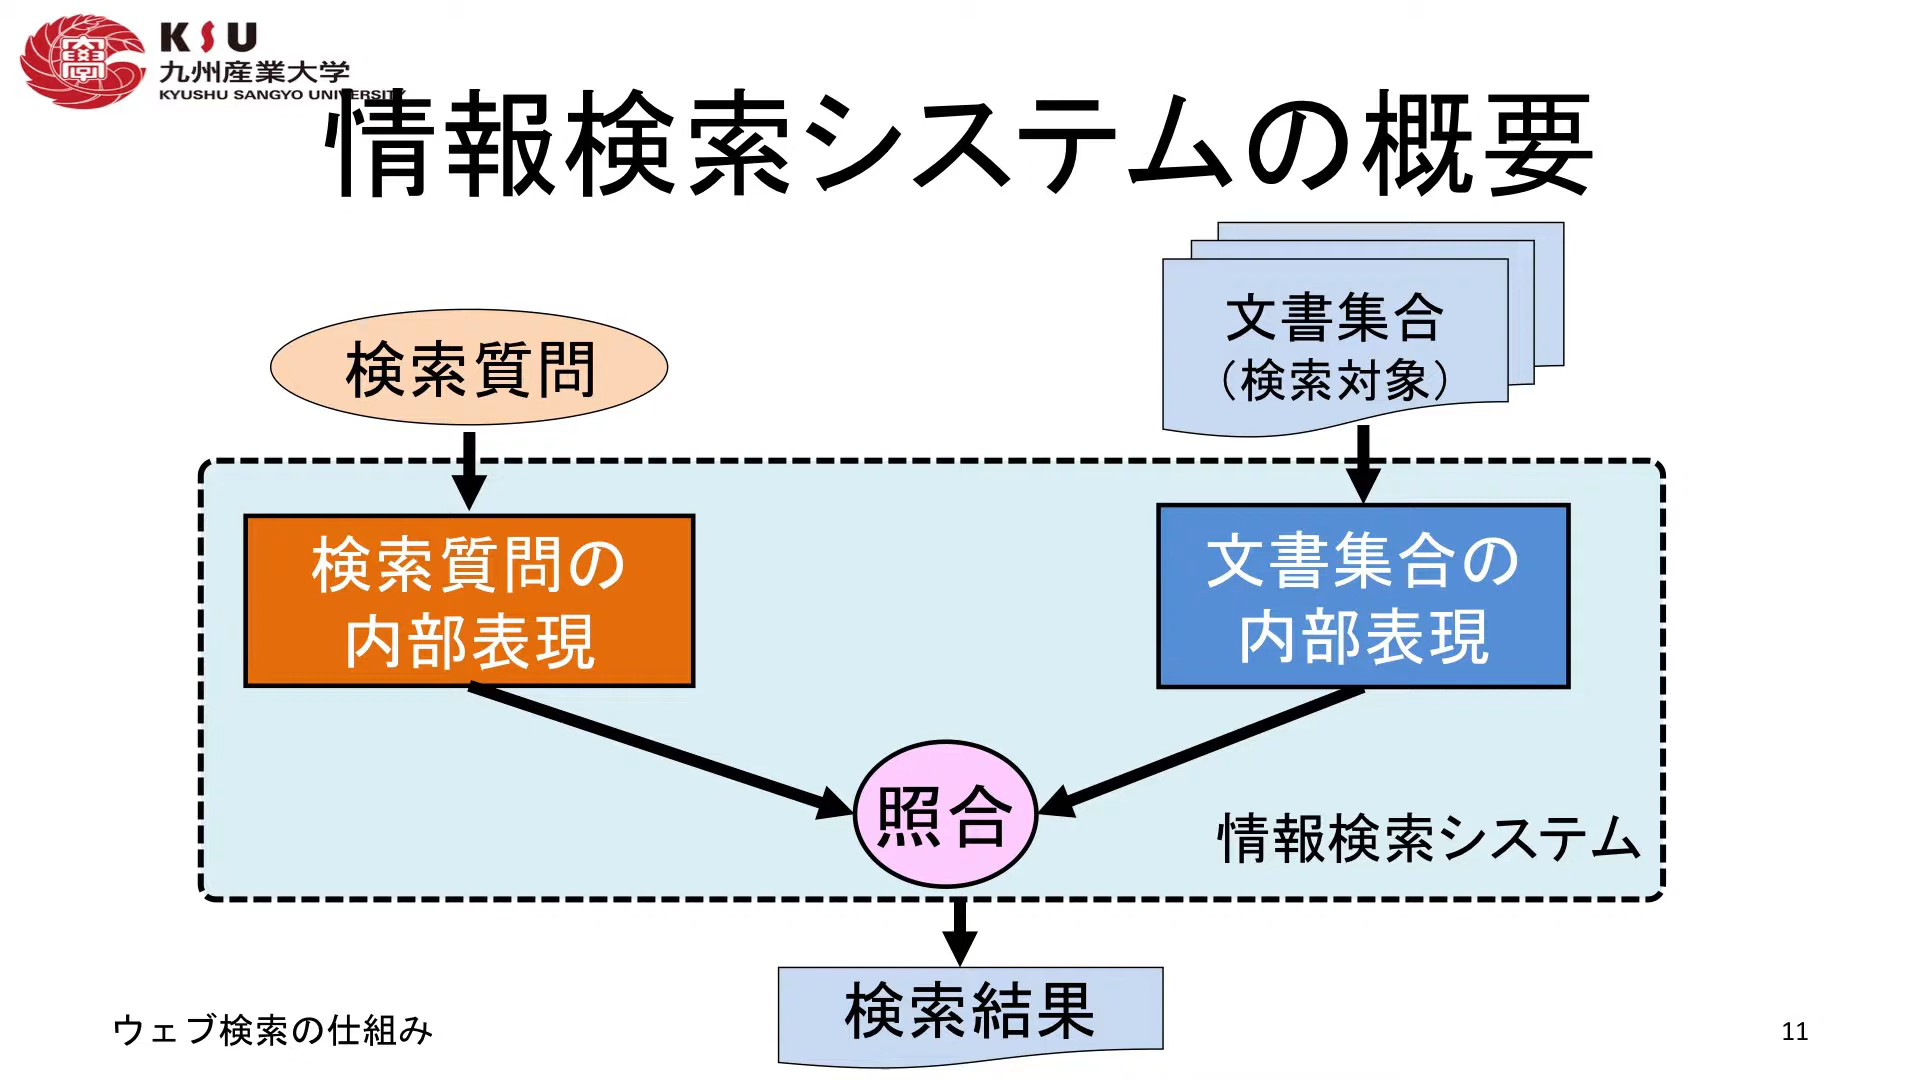 KSU
九州産業大学
KYUSHU SANGYO UNIVERSITY
情報検索システムの概要
検索質問
文書集合
（検索対象）
検索質問の
内部表現
文書集合の
内部表現
照合
情報検索システム
検索結果
ウェブ検索の仕組み
11